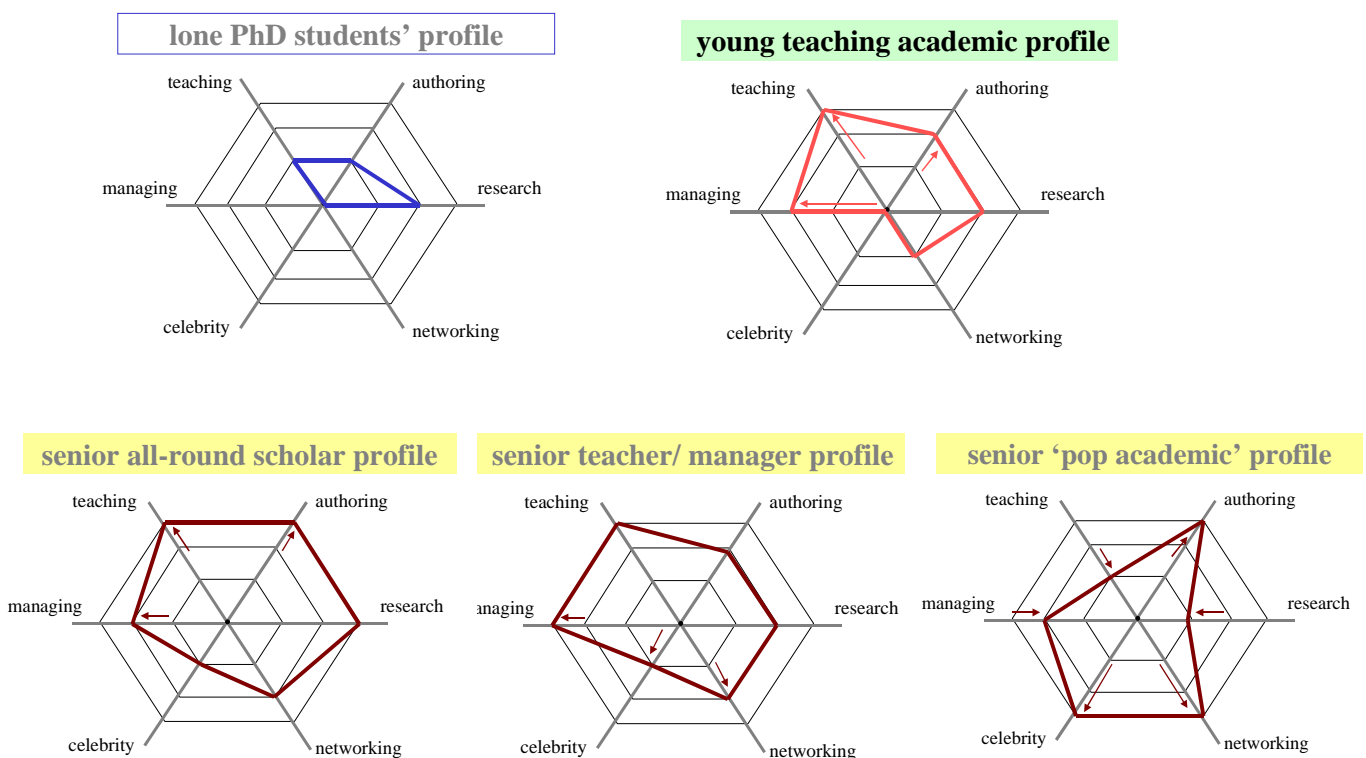 lone PhD students' profile
teaching
authoring
managing
research
celebrity
networking
young teaching academic profile
teaching
authoring
managing
research
celebrity
networking
senior all-round scholar profile
teaching
authoring
managing
research
celebrity
networking
senior teacher/ manager profile
teaching
authoring
anaging
research
celebrity
networking
senior 'pop academic' profile
teaching
authoring
managing
research
celebrity
networking